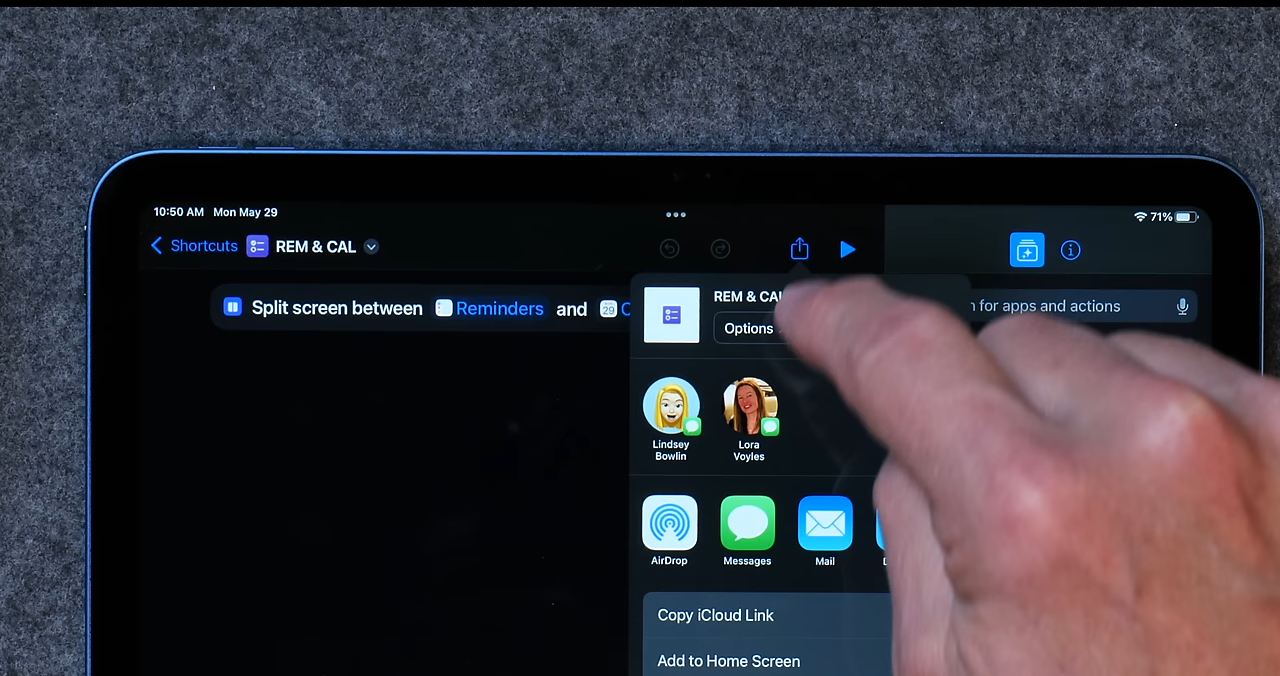 10:50 AM Mon May 29
71%
Shortcuts REM & CAL
Split screen between Reminders and 29
REM & CAL
Options
for apps and actions
Lindsey
Bowlin
Lora
Voyles
AirDrop
Messages
Mail
Copy iCloud Link
Add to Home Screen